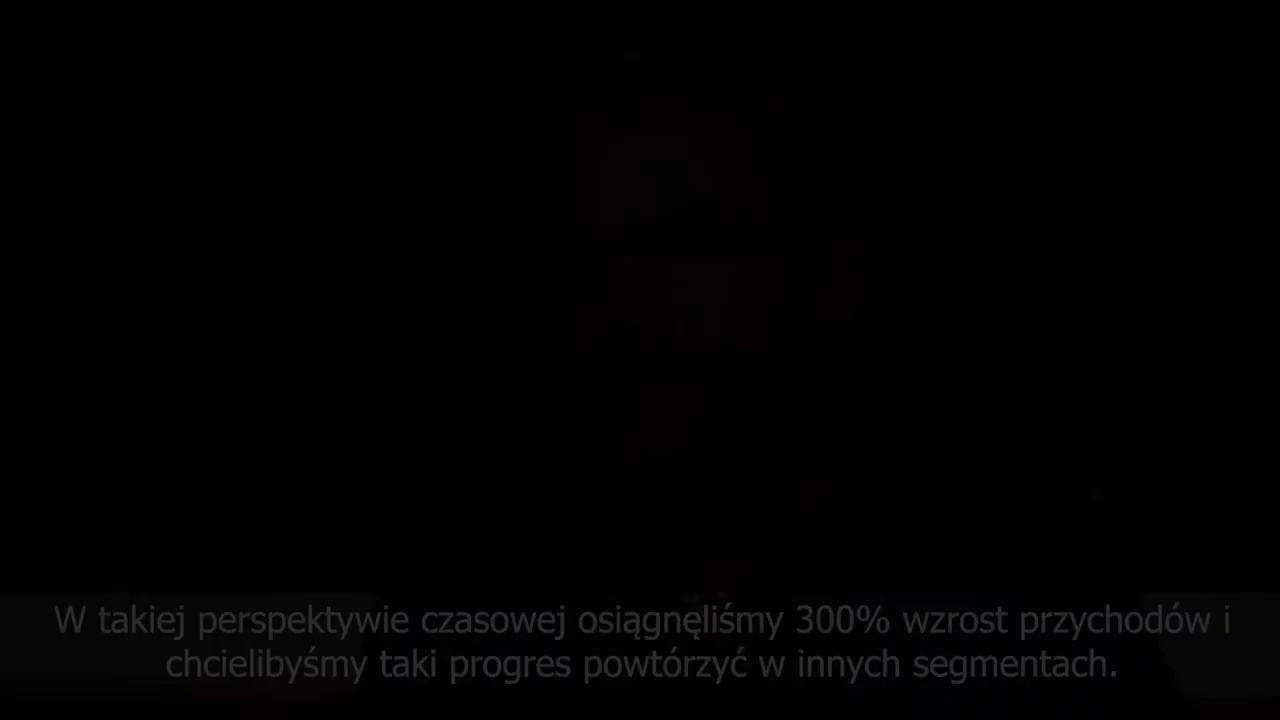 W takiej perspektywie czasowej osiągnęliśmy 300% wzrost przychodów i
chcielibyśmy taki progres powtórzyć w innych segmentach.